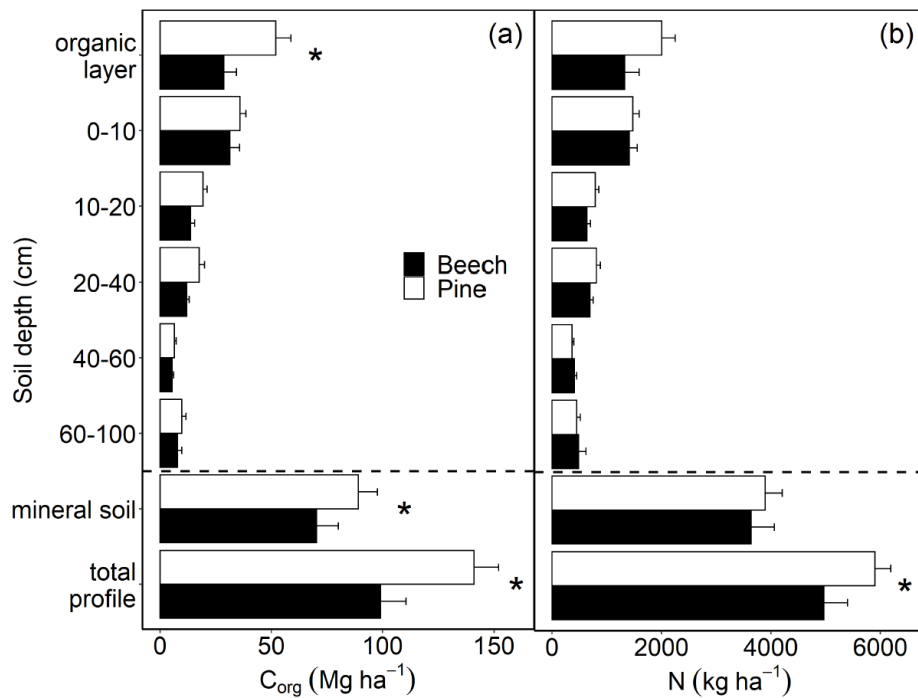 (a)
(b)
organic
layer
0-10
10-20
20-40
40-60
60-100
mineral soil
total
profile
Soil depth (cm)
Beech
Pine
*
*
*
*
0
50
100
150
C_org (Mg ha⁻¹)
0
2000
4000
6000
N (kg ha⁻¹)